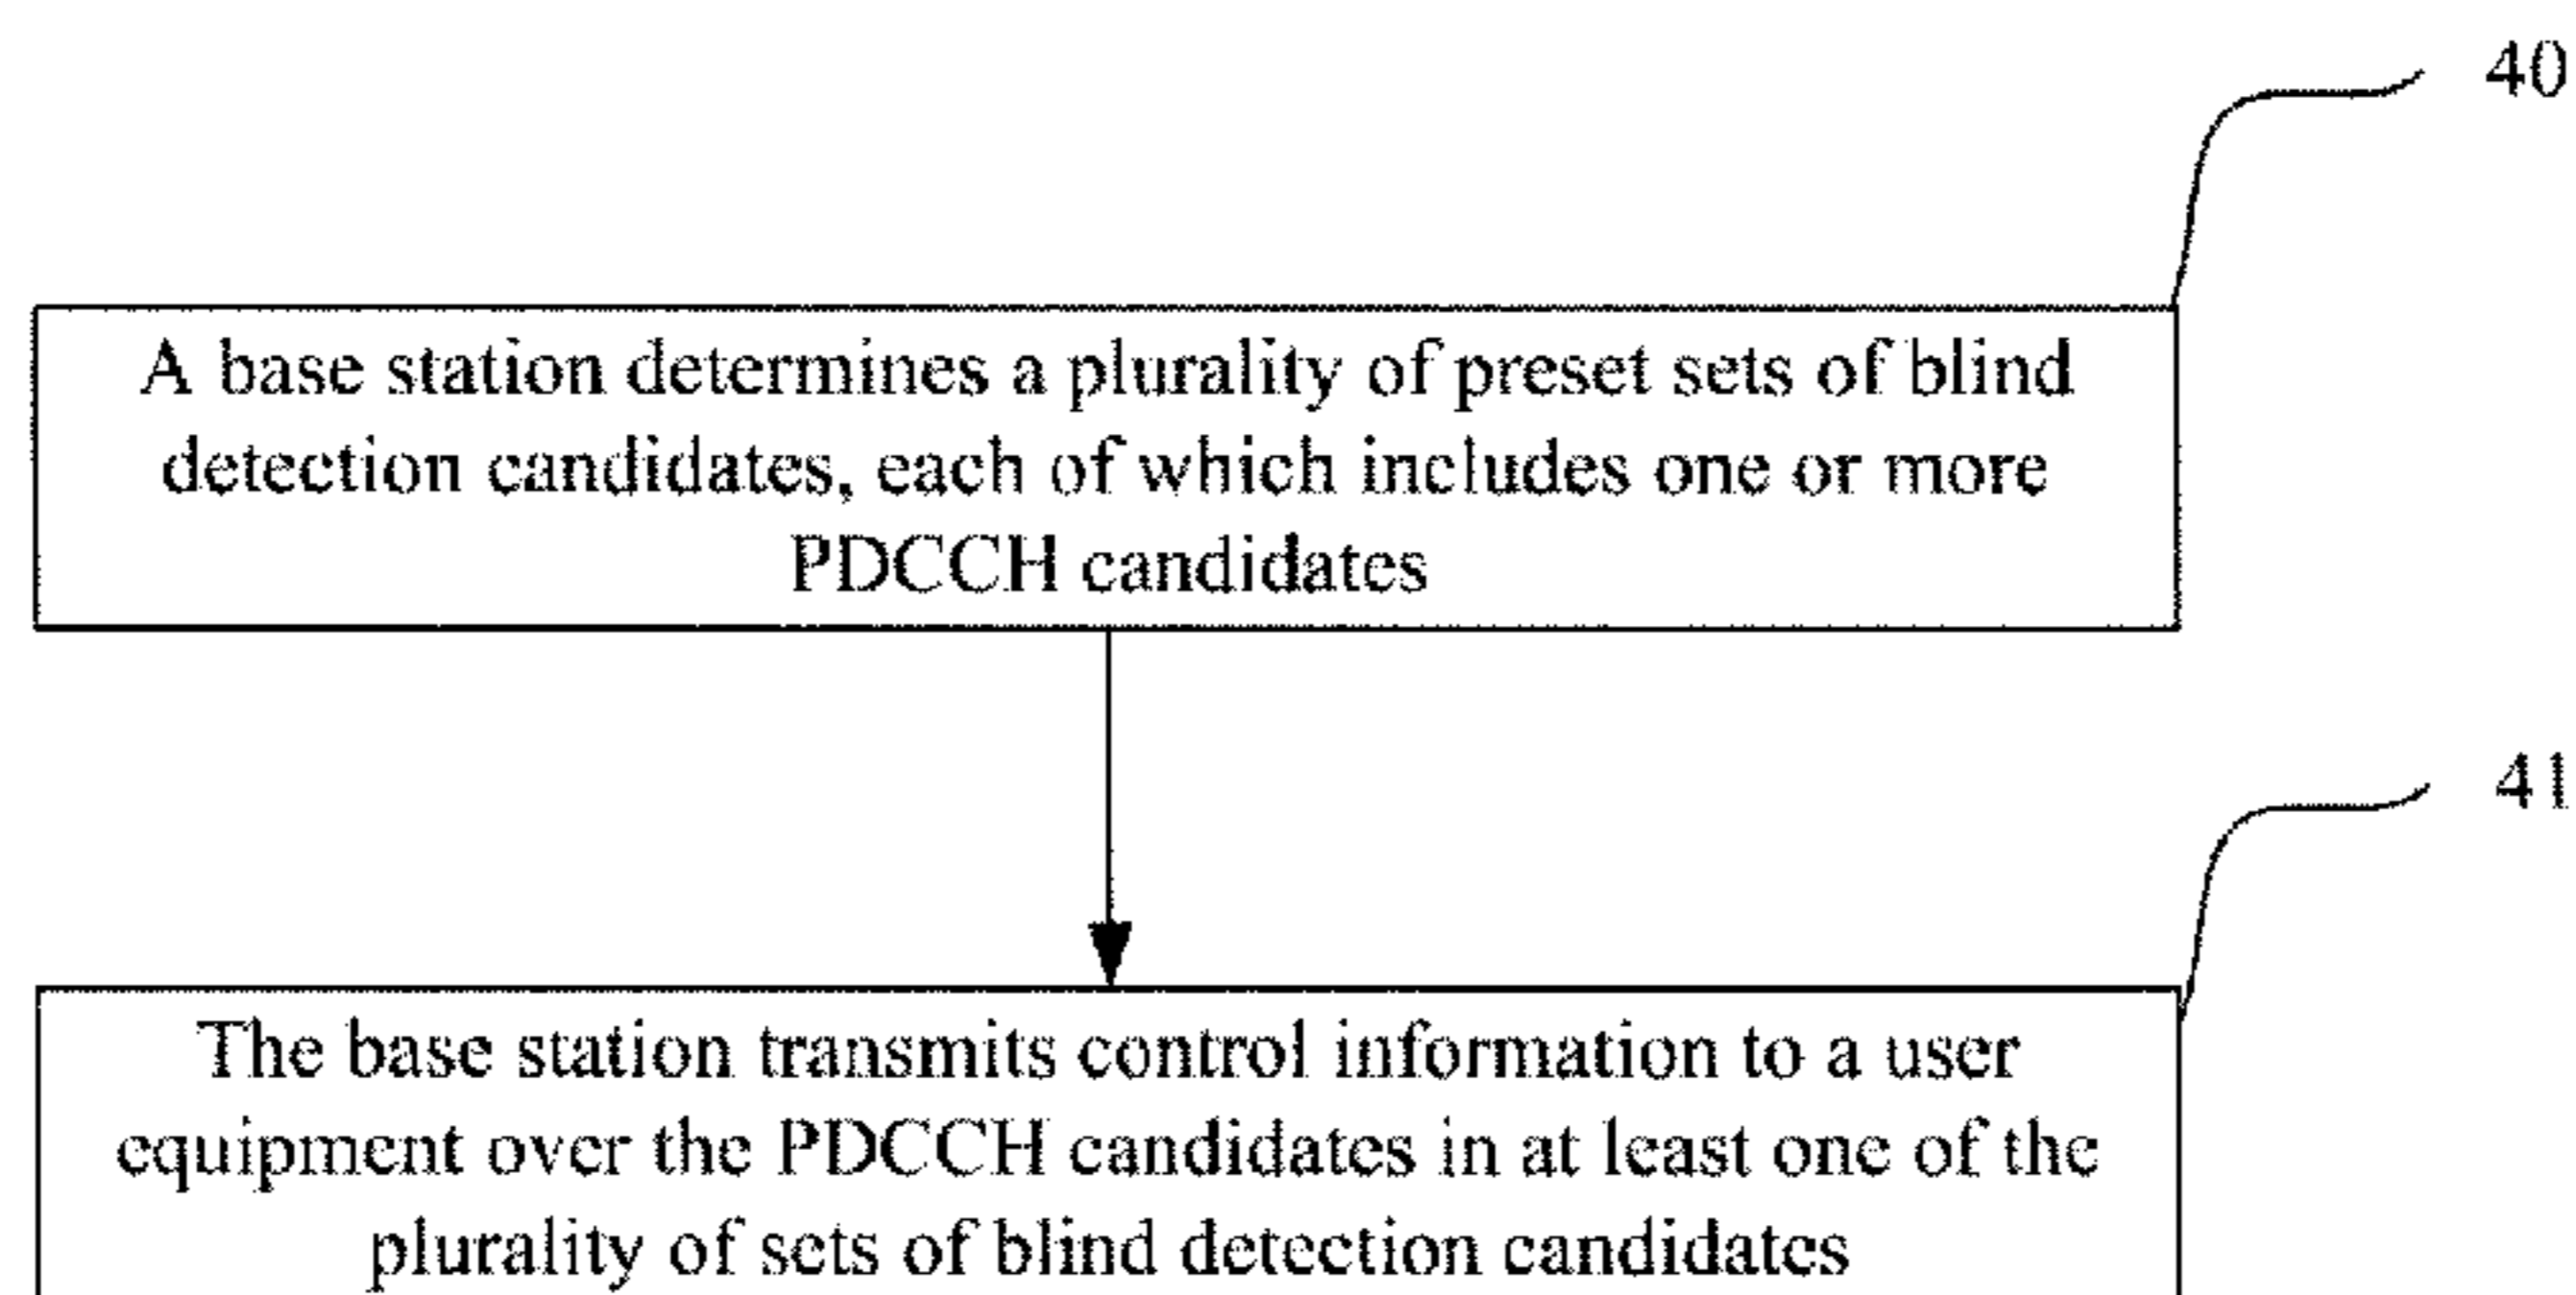 40
A base station determines a plurality of preset sets of blind
detection candidates, each of which includes one or more
PDCCH candidates
41
The base station transmits control information to a user
equipment over the PDCCH candidates in at least one of the
plurality of sets of blind detection candidates